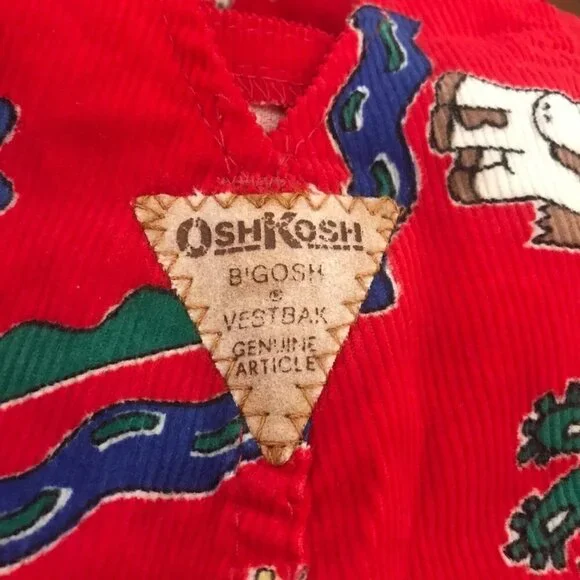 OSHKOSH
B'GOSH
®
VESTBAK
GENUINE
ARTICLE